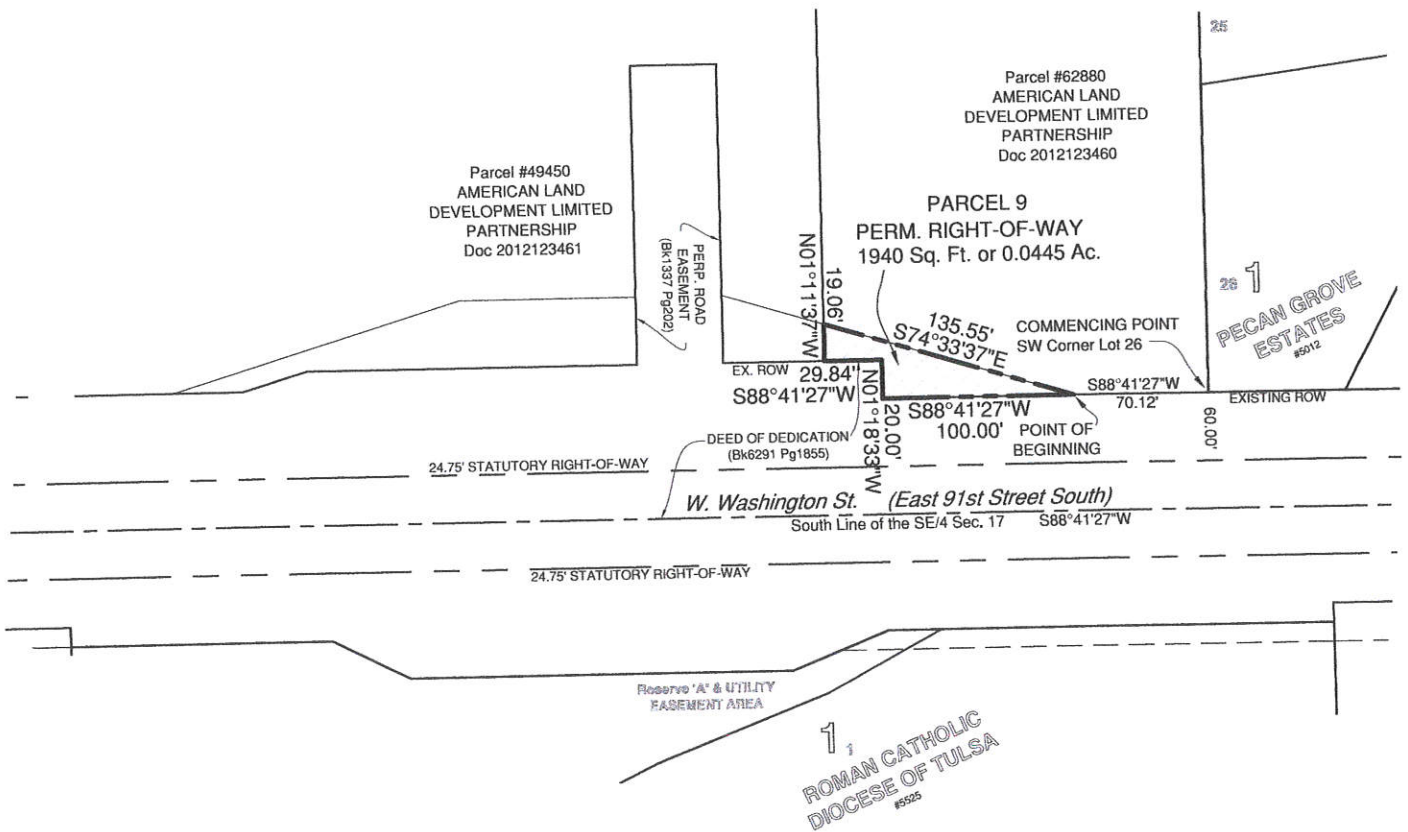 25
Parcel #62880
AMERICAN LAND
DEVELOPMENT LIMITED
PARTNERSHIP
Doc 2012123460
Parcel #49450
AMERICAN LAND
DEVELOPMENT LIMITED
PARTNERSHIP
Doc 2012123461
PERP. ROAD
EASEMENT
(Bk1337 Pg202)
PARCEL 9
PERM. RIGHT-OF-WAY
1940 Sq. Ft. or 0.0445 Ac.
N01°11'37"W
19.06'
135.55'
S74°33'37"E
COMMENCING POINT
SW Corner Lot 26
26 1
PECAN GROVE
ESTATES
#5012
EX. ROW
29.84'
S88°41'27"W
N01°18'33"W
20.00'
S88°41'27"W
100.00'
POINT OF
BEGINNING
S88°41'27"W
70.12'
EXISTING ROW
60.00'
DEED OF DEDICATION
(Bk6291 Pg1855)
24.75' STATUTORY RIGHT-OF-WAY
W. Washington St. (East 91st Street South)
South Line of the SE/4 Sec. 17 S88°41'27"W
24.75' STATUTORY RIGHT-OF-WAY
Reserve 'A' & UTILITY
EASEMENT AREA
1 1
ROMAN CATHOLIC
DIOCESE OF TULSA
#5525